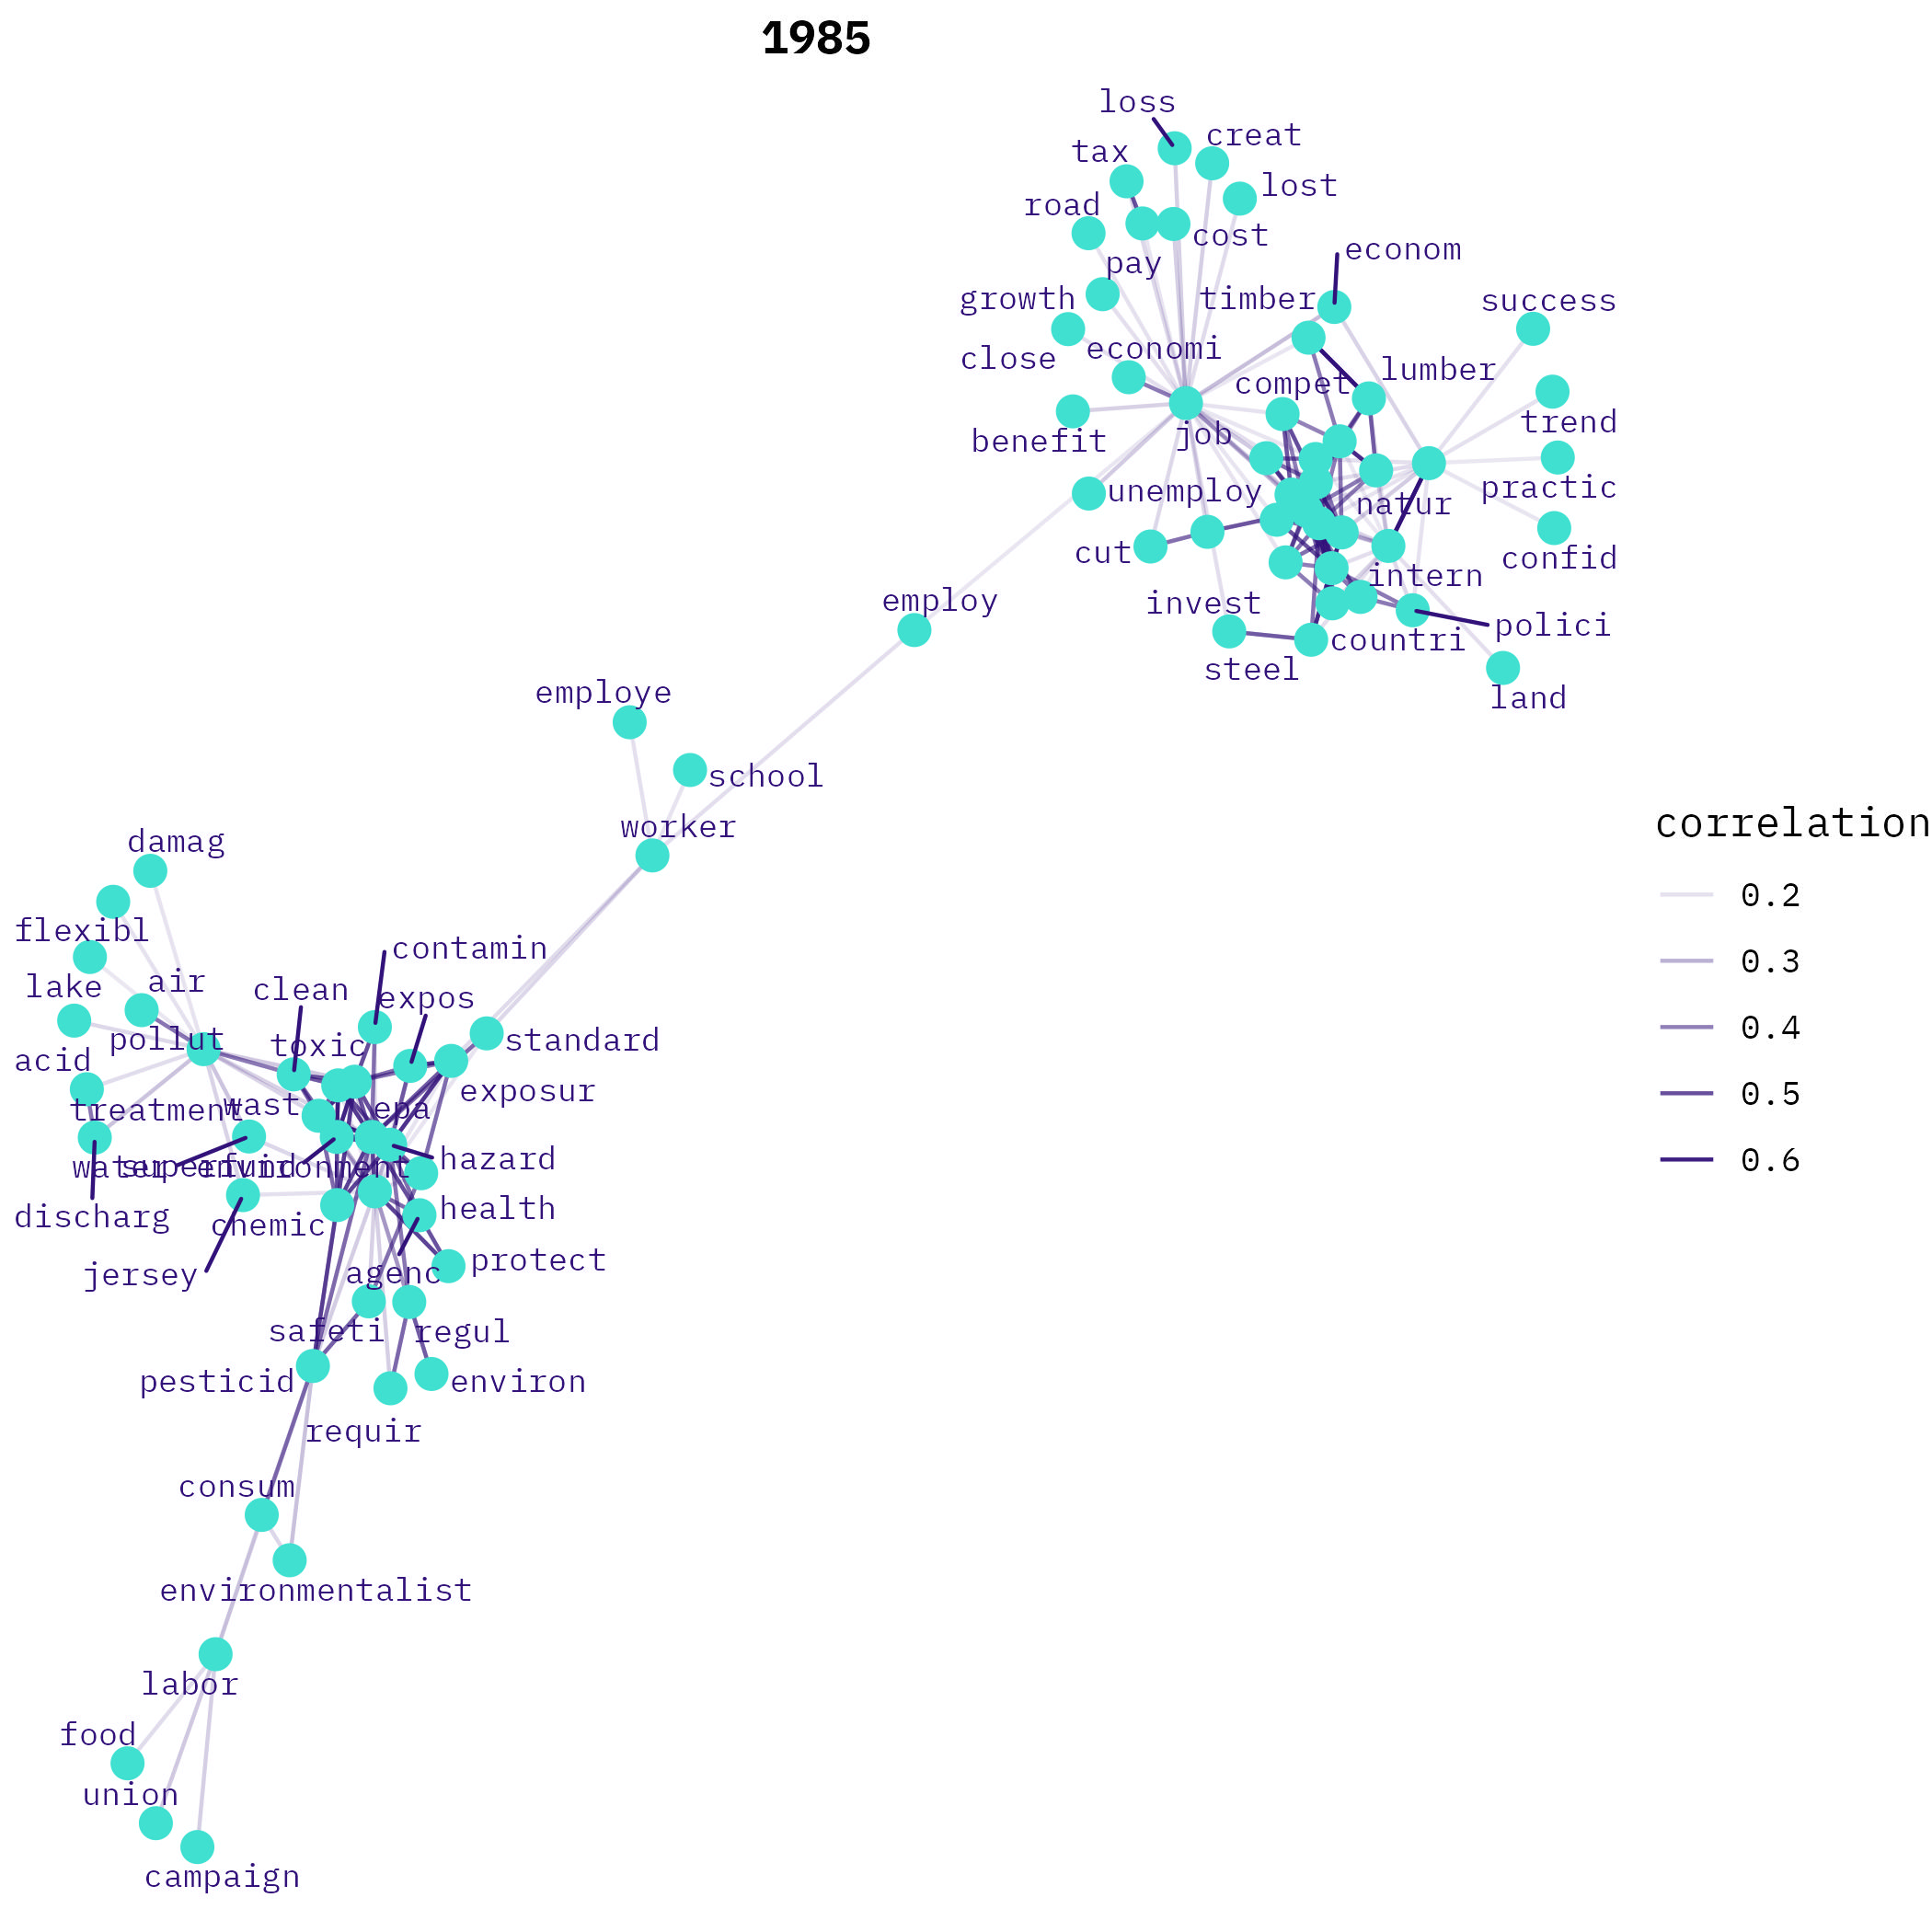 1985
loss
creat
tax
lost
road
cost
econom
pay
growth
timber
success
close
economi
lumber
compet
trend
benefit
job
unemploy
natur
practic
cut
confid
intern
employ
invest
polici
countri
steel
land
employe
school
worker
correlation
0.2
0.3
0.4
0.5
0.6
damag
flexibl
contamin
lake
air
clean
expos
pollut
toxic
standard
acid
exposur
treatment
wast
epa
water
superfund
environment
hazard
discharg
chemic
health
jersey
agenc
protect
safeti
regul
pesticid
environ
requir
consum
environmentalist
labor
food
union
campaign